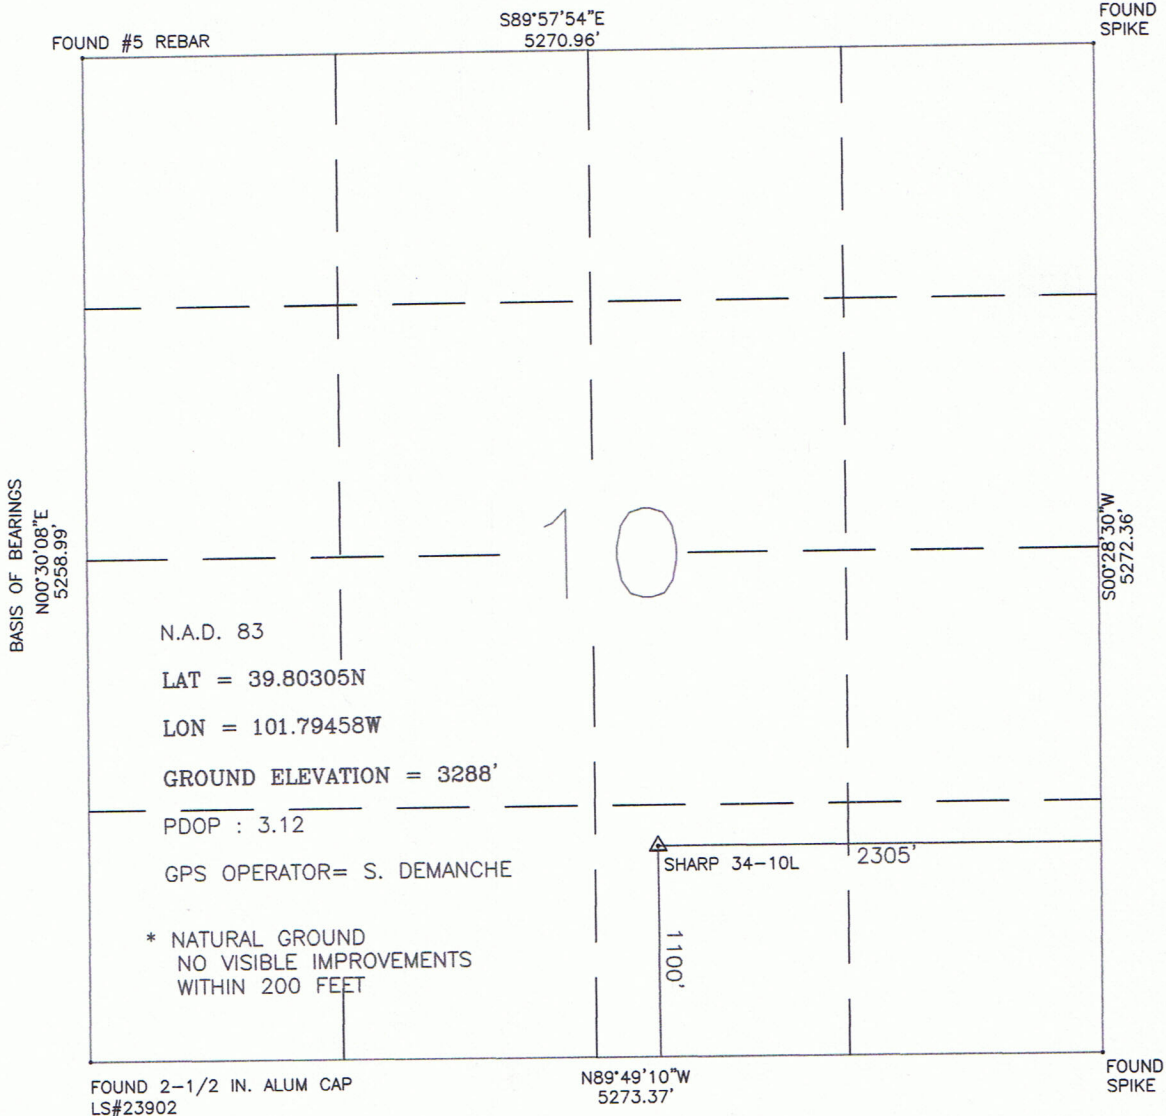 S89°57'54"E
5270.96'
FOUND
SPIKE
FOUND #5 REBAR
BASIS OF BEARINGS
N00°30'08"E
5258.99'
10
S00°28'30"W
5272.36'
N.A.D. 83
LAT = 39.80305N
LON = 101.79458W
GROUND ELEVATION = 3288'
PDOP : 3.12
GPS OPERATOR= S. DEMANCHE
SHARP 34-10L
2305'
1100'
* NATURAL GROUND
NO VISIBLE IMPROVEMENTS
WITHIN 200 FEET
FOUND 2-1/2 IN. ALUM CAP
LS#23902
N89°49'10"W
5273.37'
FOUND
SPIKE